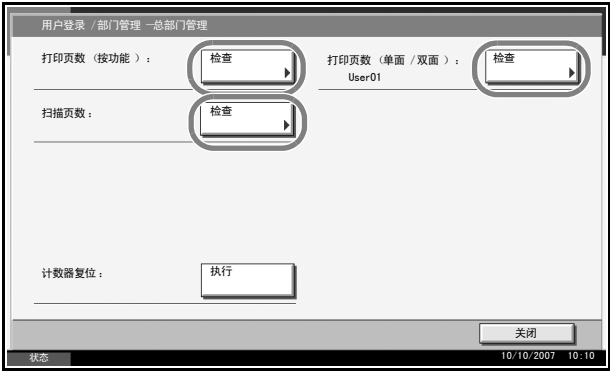 用户登录 /部门管理 —总部门管理
打印页数 (按功能 ) : 检查 打印页数 (单面 /双面 ) : 检查
User01
扫描页数 : 检查
计数器复位 : 执行
关闭
状态 10/10/2007 10:10